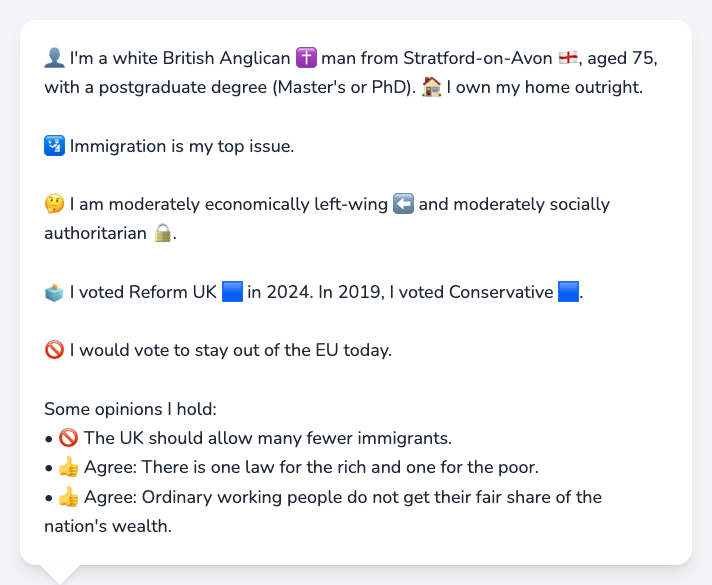 👤 I'm a white British Anglican ✝️ man from Stratford-on-Avon 🏴󠁧󠁢󠁥󠁮󠁧󠁿, aged 75,
with a postgraduate degree (Master's or PhD). 🏠 I own my home outright.
🛂 Immigration is my top issue.
🤔 I am moderately economically left-wing ⬅️ and moderately socially
authoritarian 🔒.
🗳️ I voted Reform UK 🟦 in 2024. In 2019, I voted Conservative 🟦.
🚫 I would vote to stay out of the EU today.
Some opinions I hold:
• 🚫 The UK should allow many fewer immigrants.
• 👍 Agree: There is one law for the rich and one for the poor.
• 👍 Agree: Ordinary working people do not get their fair share of the
nation's wealth.